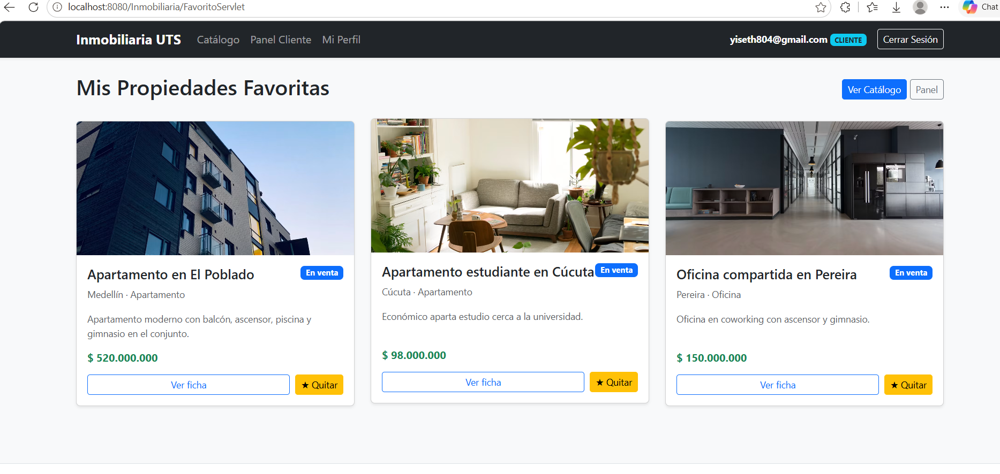 localhost:8080/Inmobiliaria/FavoritoServlet
Chat
Inmobiliaria UTS Catálogo Panel Cliente Mi Perfil yiseth804@gmail.com CLIENTE Cerrar Sesión
Mis Propiedades Favoritas Ver Catálogo Panel
Apartamento en El Poblado En venta
Medellín · Apartamento
Apartamento moderno con balcón, ascensor, piscina y
gimnasio en el conjunto.
$ 520.000.000
Ver ficha ★ Quitar
Apartamento estudiante en Cúcuta En venta
Cúcuta · Apartamento
Económico aparta estudio cerca a la universidad.
$ 98.000.000
Ver ficha ★ Quitar
Oficina compartida en Pereira En venta
Pereira · Oficina
Oficina en coworking con ascensor y gimnasio.
$ 150.000.000
Ver ficha ★ Quitar